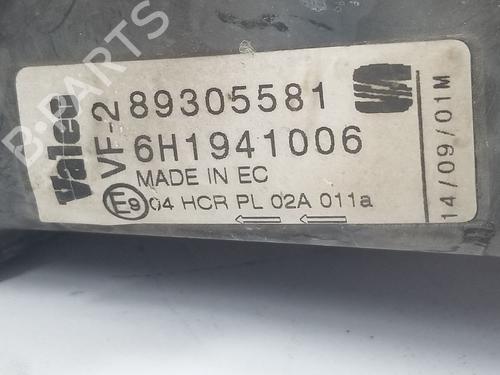 Valeo
VF-2
89305581
6H1941006
MADE IN EC
E9 04 HCR PL 02A 011a
14/09/01M
B-PARTS